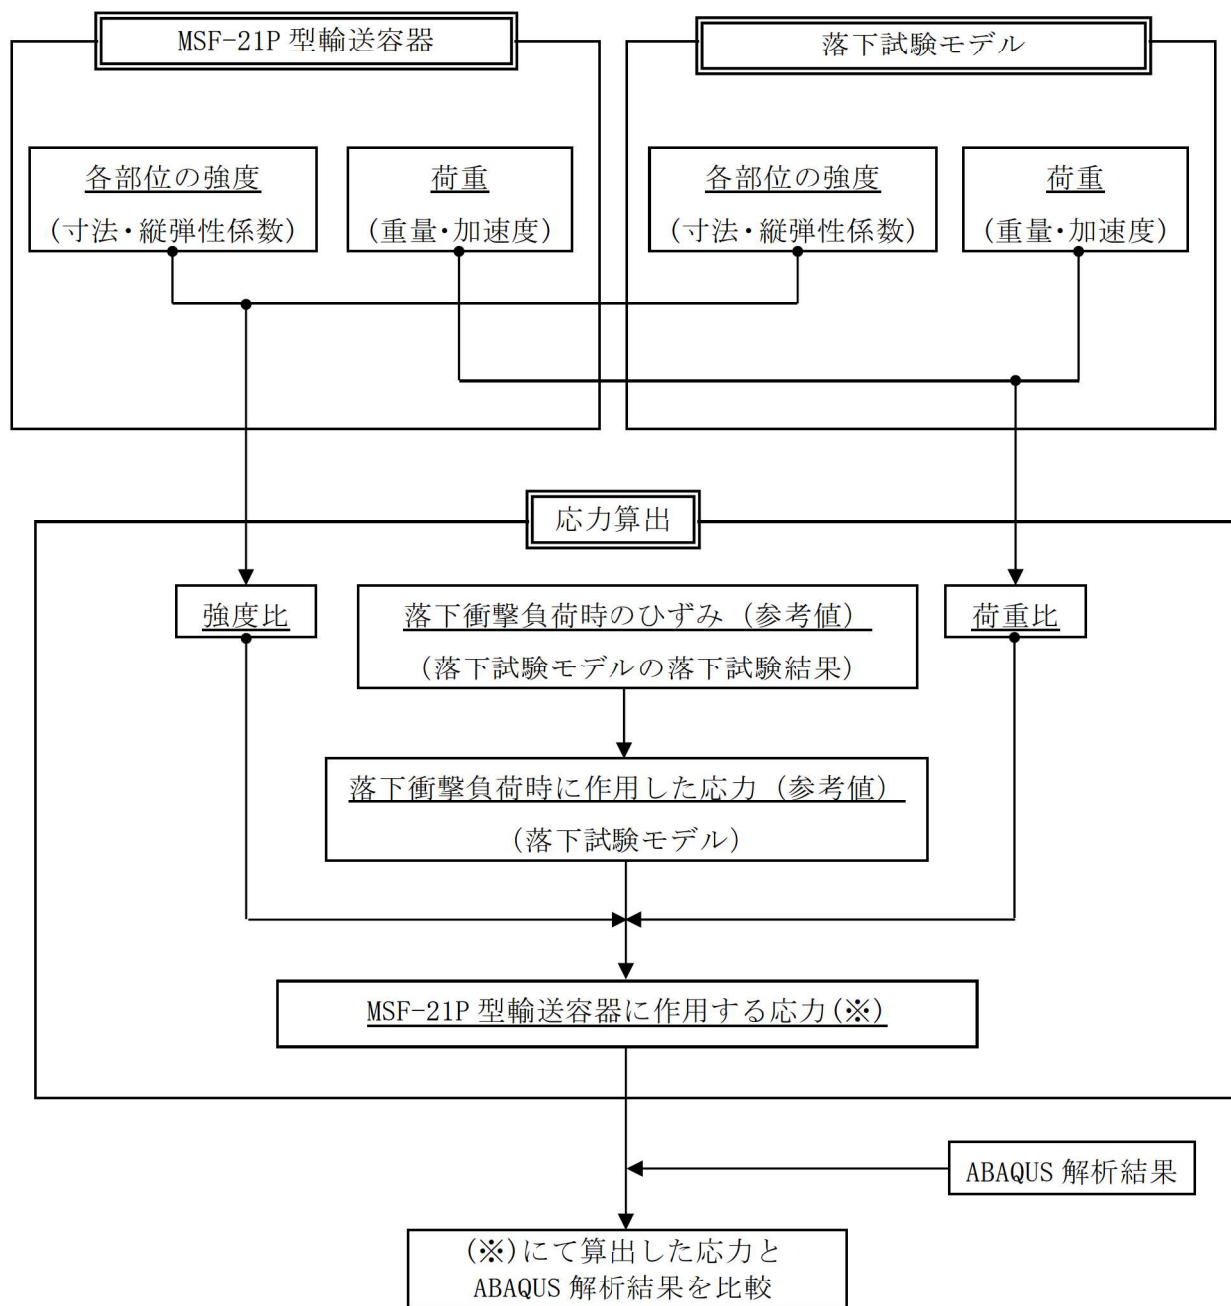 MSF-21P 型輸送容器
落下試験モデル
各部位の強度
(寸法・縦弾性係数)
荷重
(重量・加速度)
各部位の強度
(寸法・縦弾性係数)
荷重
(重量・加速度)
応力算出
強度比
落下衝撃負荷時のひずみ (参考値)
(落下試験モデルの落下試験結果)
荷重比
落下衝撃負荷時に作用した応力 (参考値)
(落下試験モデル)
MSF-21P 型輸送容器に作用する応力(※)
ABAQUS 解析結果
(※)にて算出した応力と
ABAQUS 解析結果を比較